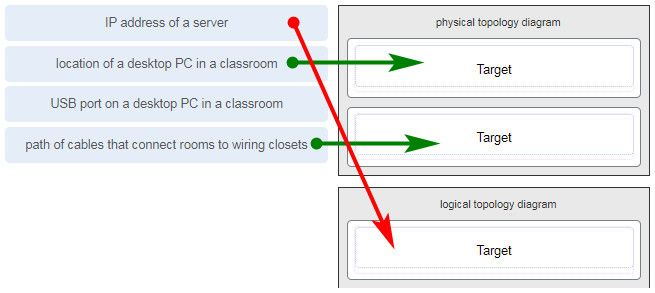 IP address of a server
location of a desktop PC in a classroom
USB port on a desktop PC in a classroom
path of cables that connect rooms to wiring closets
physical topology diagram
Target
Target
logical topology diagram
Target